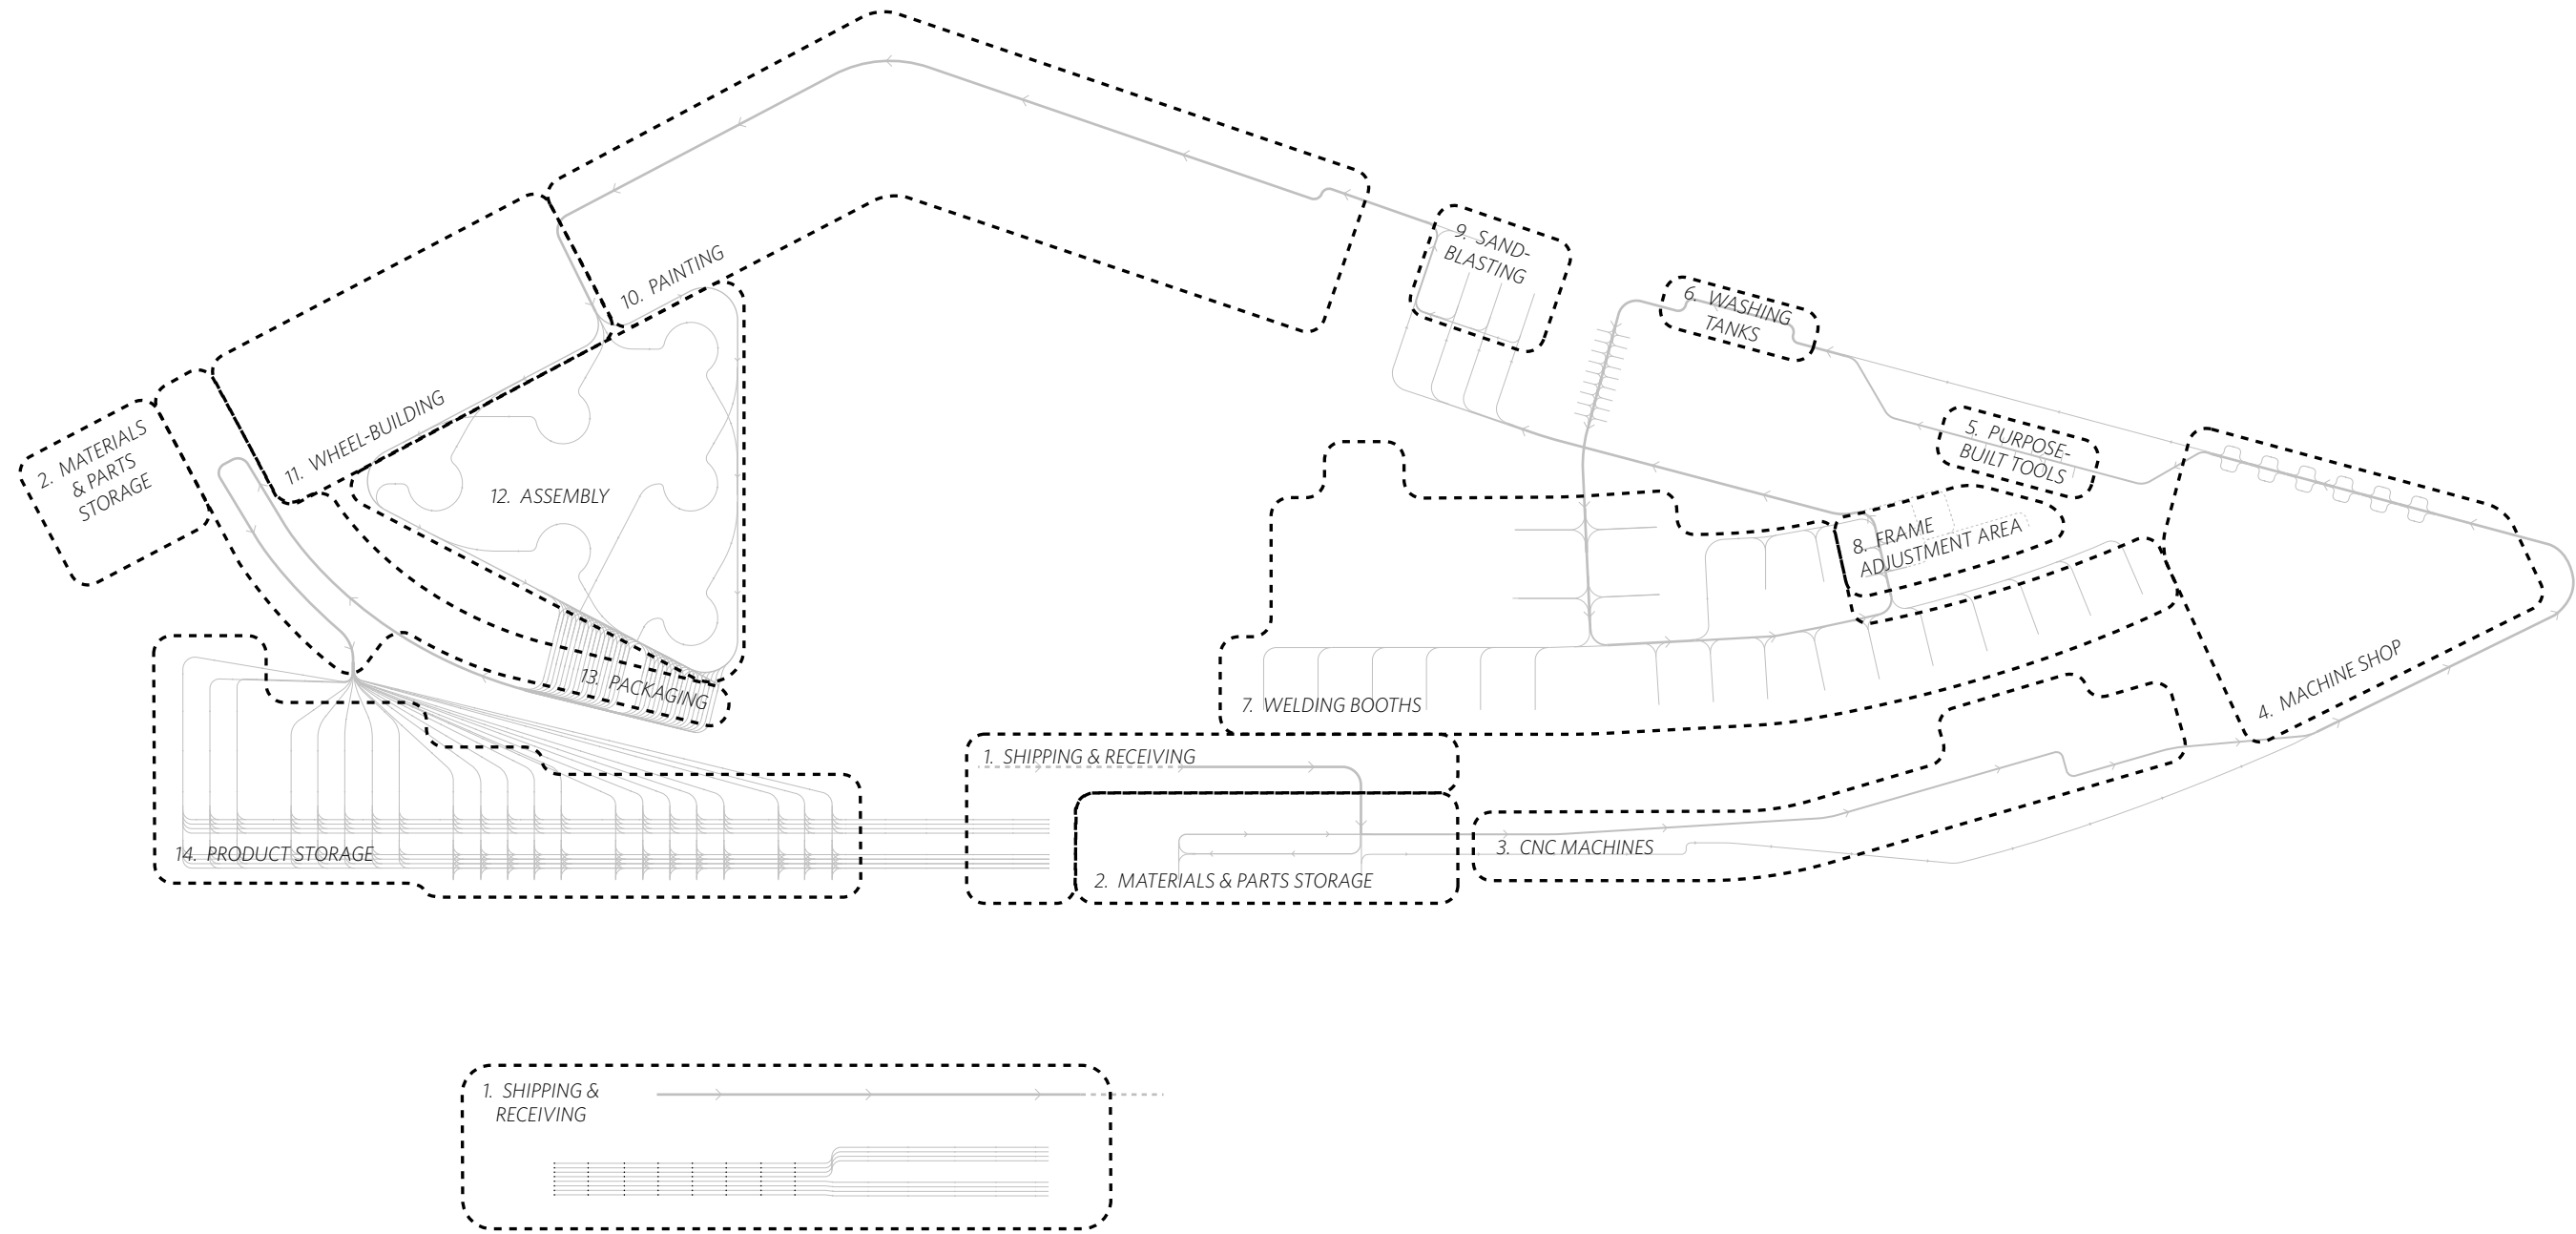 9. SAND-
BLASTING
10. PAINTING
6. WASHING
TANKS
2. MATERIALS
& PARTS
STORAGE
11. WHEEL-BUILDING
12. ASSEMBLY
5. PURPOSE-
BUILT TOOLS
8. FRAME
ADJUSTMENT AREA
13. PACKAGING
7. WELDING BOOTHS
4. MACHINE SHOP
1. SHIPPING & RECEIVING
14. PRODUCT STORAGE
2. MATERIALS & PARTS STORAGE
3. CNC MACHINES
1. SHIPPING &
RECEIVING